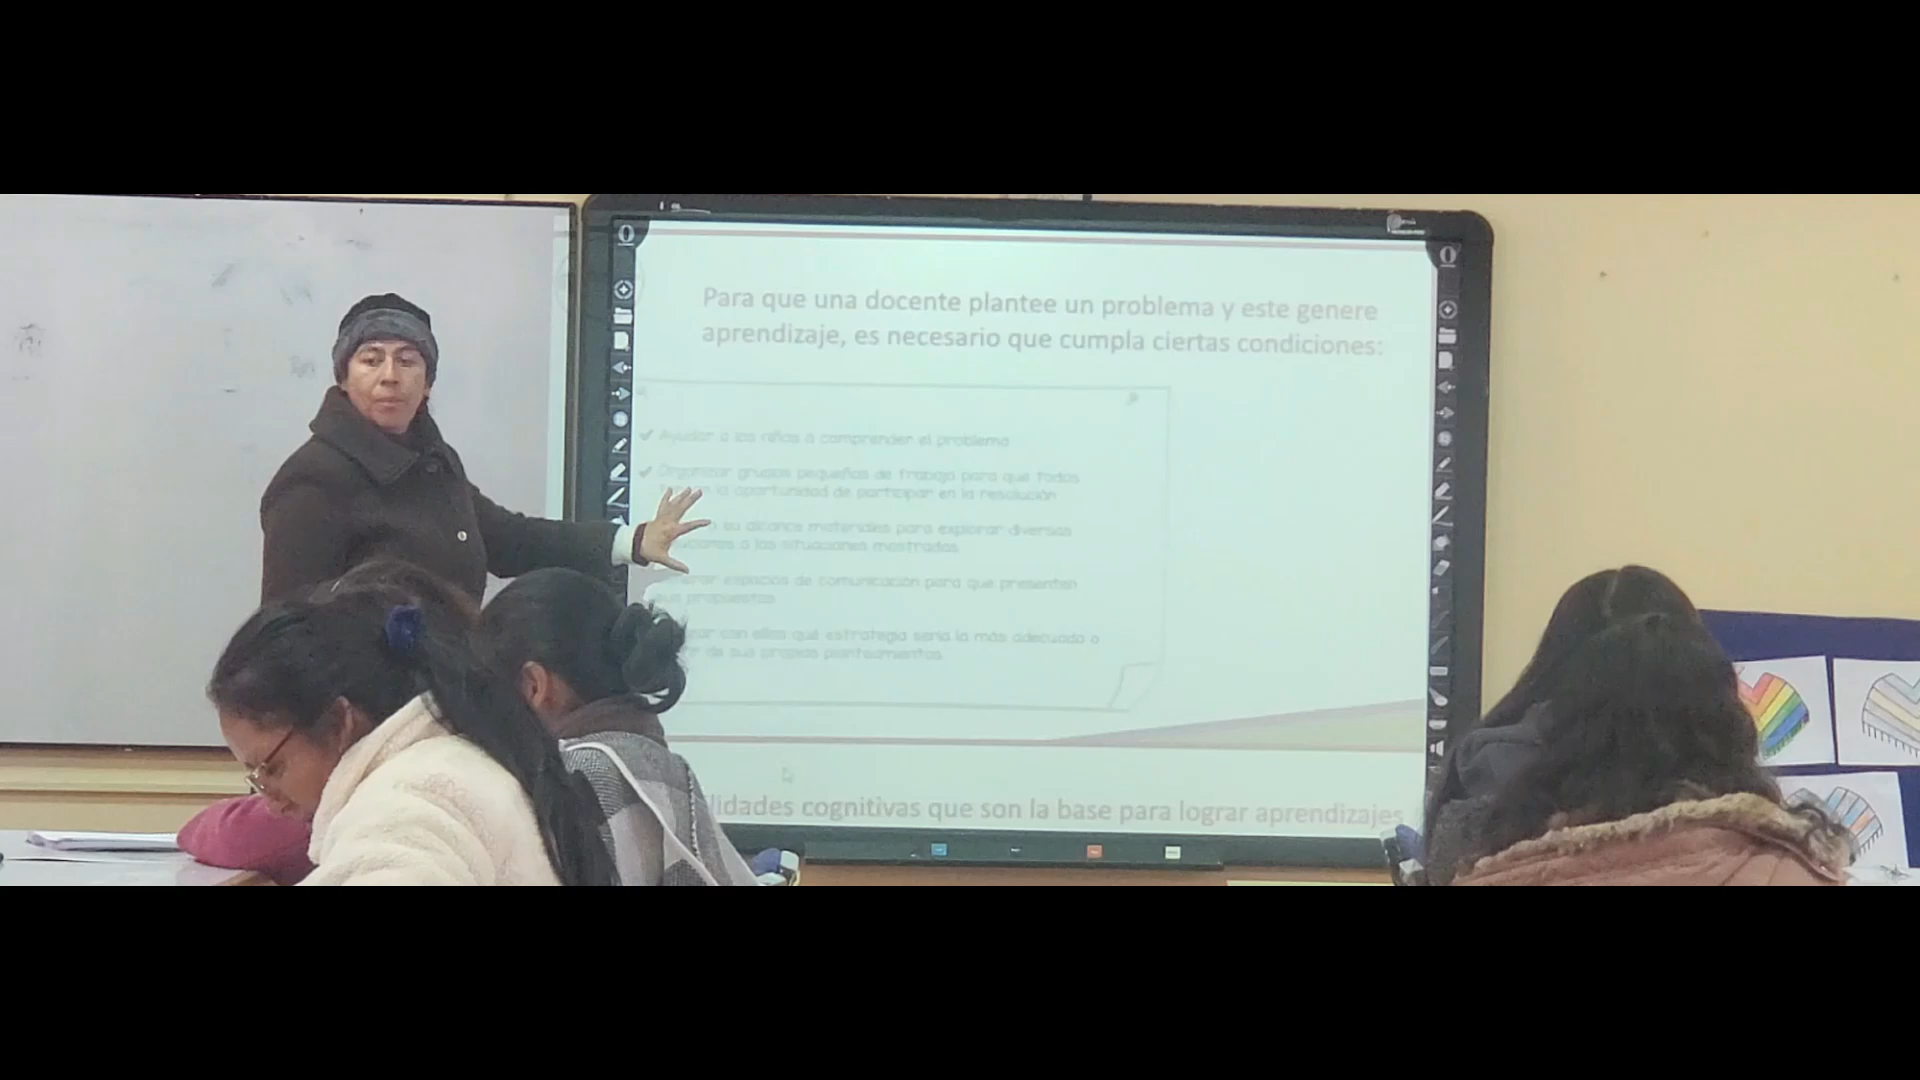 Para que una docente plantee un problema y este genere
aprendizaje, es necesario que cumpla ciertas condiciones:
Ayudar a los niños a comprender el problema
Organizar grupos pequeños de trabajo para que todos
la oportunidad de participar en la resolución
su alcance materiales para explorar diversas
a las situaciones mostradas
espacios de comunicación para que presenten
sus propuestas
con ellos qué estrategia sería la más adecuada a
de sus propios planteamientos
lidades cognitivas que son la base para lograr aprendizajes